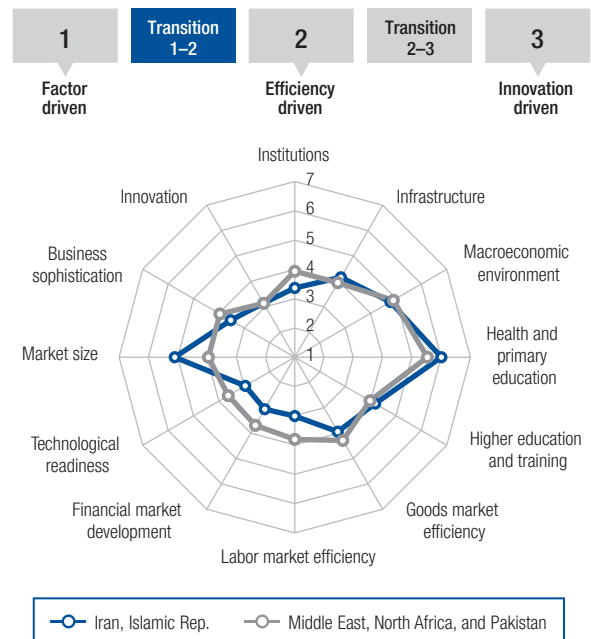 1
Transition
1–2
2
Transition
2–3
3
Factor
driven
Efficiency
driven
Innovation
driven
Institutions
Infrastructure
Macroeconomic
environment
Health and
primary
education
Higher education
and training
Goods market
efficiency
Labor market efficiency
Financial market
development
Technological
readiness
Market size
Business
sophistication
Innovation
7
6
5
4
3
2
1
Iran, Islamic Rep.
Middle East, North Africa, and Pakistan